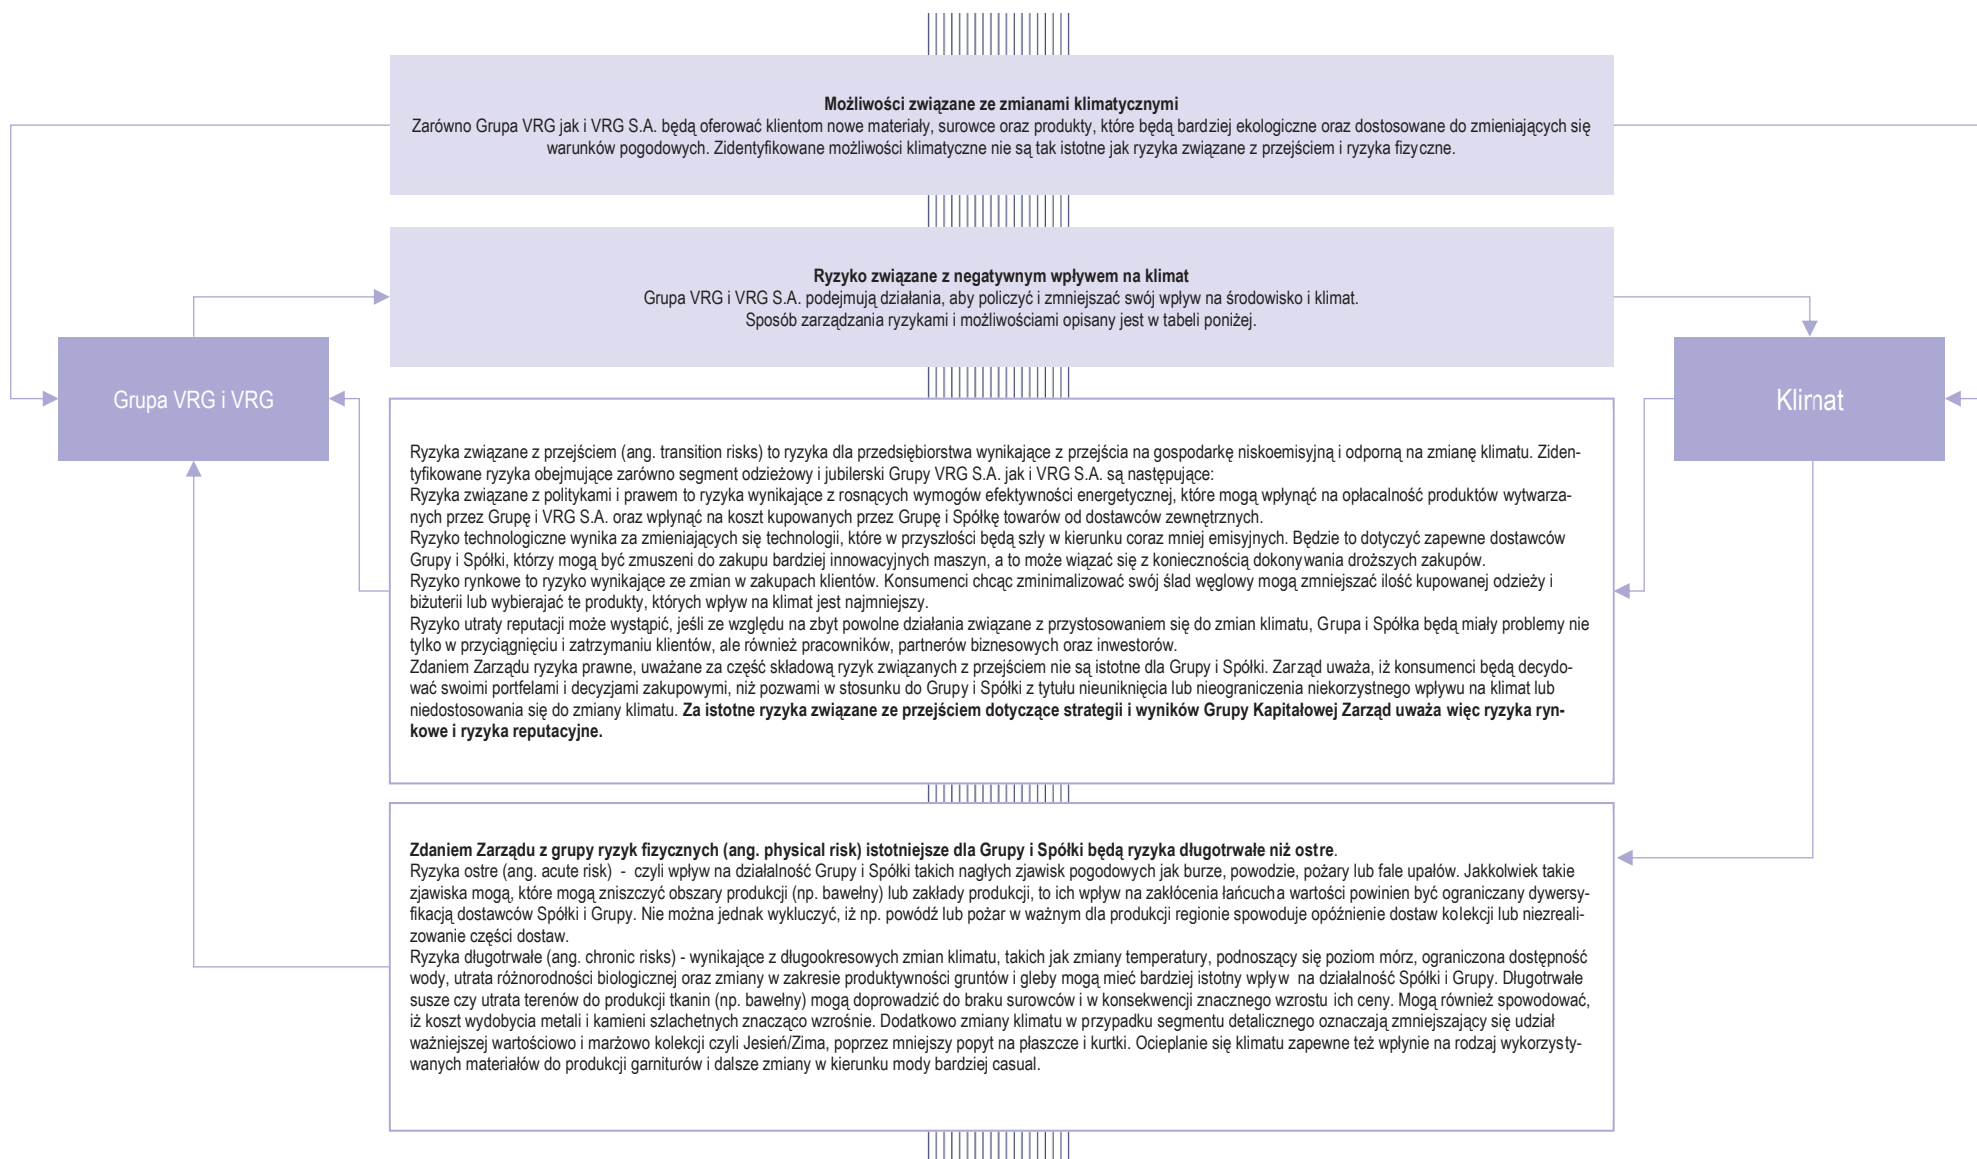 Możliwości związane ze zmianami klimatycznymi
Zarówno Grupa VRG jak i VRG S.A. będą oferować klientom nowe materiały, surowce oraz produkty, które będą bardziej ekologiczne oraz dostosowane do zmieniających się
warunków pogodowych. Zidentyfikowane możliwości klimatyczne nie są tak istotne jak ryzyka związane z przejściem i ryzyka fizyczne.
Ryzyko związane z negatywnym wpływem na klimat
Grupa VRG i VRG S.A. podejmują działania, aby policzyć i zmniejszać swój wpływ na środowisko i klimat.
Sposób zarządzania ryzykami i możliwościami opisany jest w tabeli poniżej.
Grupa VRG i VRG
Klimat
Ryzyka związane z przejściem (ang. transition risks) to ryzyka dla przedsiębiorstwa wynikające z przejścia na gospodarkę niskoemisyjną i odporną na zmianę klimatu. Ziden-
tyfikowane ryzyka obejmujące zarówno segment odzieżowy i jubilerski Grupy VRG S.A. jak i VRG S.A. są następujące:
Ryzyka związane z politykami i prawem to ryzyka wynikające z rosnących wymogów efektywności energetycznej, które mogą wpłynąć na opłacalność produktów wytwarza-
nych przez Grupę i VRG S.A. oraz wpłynąć na koszt kupowanych przez Grupę i Spółkę towarów od dostawców zewnętrznych.
Ryzyko technologiczne wynika za zmieniających się technologii, które w przyszłości będą szły w kierunku coraz mniej emisyjnych. Będzie to dotyczyć zapewne dostawców
Grupy i Spółki, którzy mogą być zmuszeni do zakupu bardziej innowacyjnych maszyn, a to może wiązać się z koniecznością dokonywania droższych zakupów.
Ryzyko rynkowe to ryzyko wynikające ze zmian w zakupach klientów. Konsumenci chcąc zminimalizować swój ślad węglowy mogą zmniejszać ilość kupowanej odzieży i
biżuterii lub wybierajać te produkty, których wpływ na klimat jest najmniejszy.
Ryzyko utraty reputacji może wystąpić, jeśli ze względu na zbyt powolne działania związane z przystosowaniem się do zmian klimatu, Grupa i Spółka będą miały problemy nie
tylko w przyciągnięciu i zatrzymaniu klientów, ale również pracowników, partnerów biznesowych oraz inwestorów.
Zdaniem Zarządu ryzyka prawne, uważane za część składową ryzyk związanych z przejściem nie są istotne dla Grupy i Spółki. Zarząd uważa, iż konsumenci będą decydo-
wać swoimi portfelami i decyzjami zakupowymi, niż pozwami w stosunku do Grupy i Spółki z tytułu nieuniknięcia lub nieograniczenia niekorzystnego wpływu na klimat lub
niedostosowania się do zmiany klimatu. Za istotne ryzyka związane ze przejściem dotyczące strategii i wyników Grupy Kapitałowej Zarząd uważa więc ryzyka ryn-
kowe i ryzyka reputacyjne.
Zdaniem Zarządu z grupy ryzyk fizycznych (ang. physical risk) istotniejsze dla Grupy i Spółki będą ryzyka długotrwałe niż ostre.
Ryzyka ostre (ang. acute risk) - czyli wpływ na działalność Grupy i Spółki takich nagłych zjawisk pogodowych jak burze, powodzie, pożary lub fale upałów. Jakkolwiek takie
zjawiska mogą, które mogą zniszczyć obszary produkcji (np. bawełny) lub zakłady produkcji, to ich wpływ na zakłócenia łańcucha wartości powinien być ograniczany dywersy-
fikacją dostawców Spółki i Grupy. Nie można jednak wykluczyć, iż np. powódź lub pożar w ważnym dla produkcji regionie spowoduje opóźnienie dostaw kolekcji lub niezreali-
zowanie części dostaw.
Ryzyka długotrwałe (ang. chronic risks) - wynikające z długookresowych zmian klimatu, takich jak zmiany temperatury, podnoszący się poziom mórz, ograniczona dostępność
wody, utrata różnorodności biologicznej oraz zmiany w zakresie produktywności gruntów i gleby mogą mieć bardziej istotny wpływ na działalność Spółki i Grupy. Długotrwałe
susze czy utrata terenów do produkcji tkanin (np. bawełny) mogą doprowadzić do braku surowców i w konsekwencji znacznego wzrostu ich ceny. Mogą również spowodować,
iż koszt wydobycia metali i kamieni szlachetnych znacząco wzrośnie. Dodatkowo zmiany klimatu w przypadku segmentu detalicznego oznaczają zmniejszający się udział
ważniejszej wartościowo i marżowo kolekcji czyli Jesień/Zima, poprzez mniejszy popyt na płaszcze i kurtki. Ocieplanie się klimatu zapewne też wpłynie na rodzaj wykorzysty-
wanych materiałów do produkcji garniturów i dalsze zmiany w kierunku mody bardziej casual.